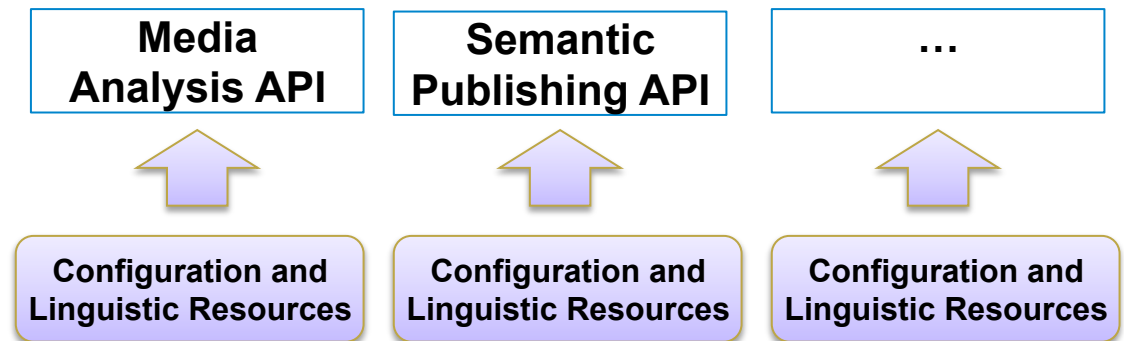 Media
Analysis API
Semantic
Publishing API
…
Configuration and
Linguistic Resources
Configuration and
Linguistic Resources
Configuration and
Linguistic Resources